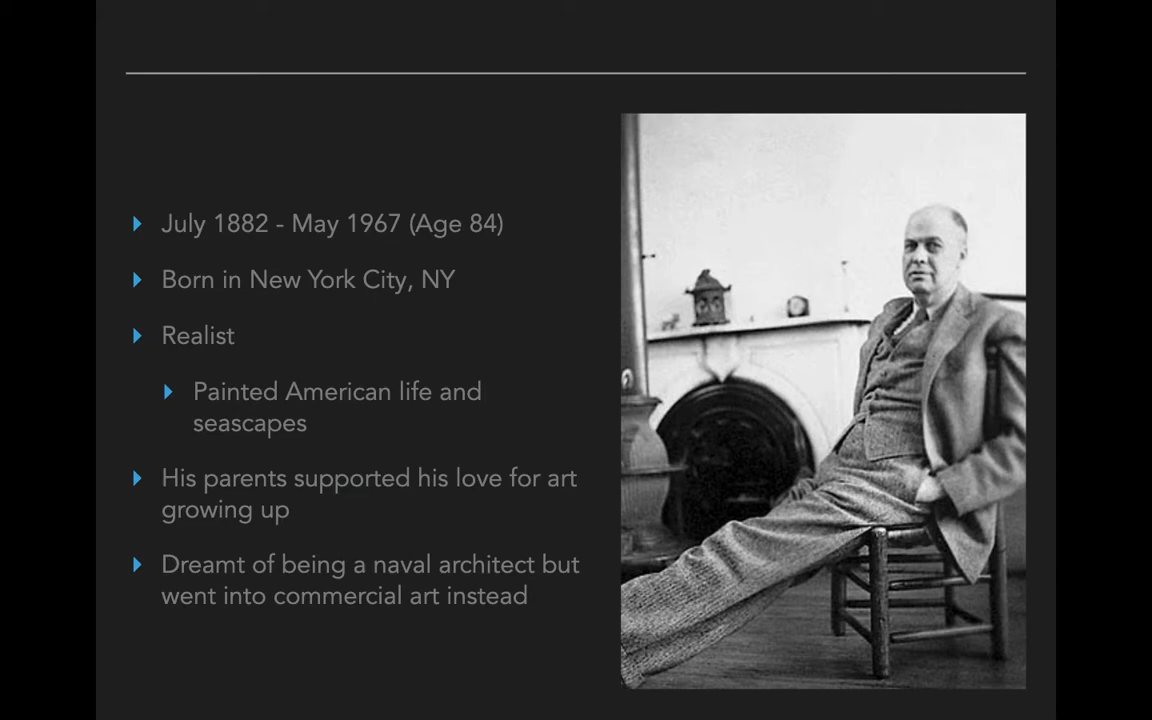 July 1882 - May 1967 (Age 84)
Born in New York City, NY
Realist
Painted American life and
seascapes
His parents supported his love for art
growing up
Dreamt of being a naval architect but
went into commercial art instead